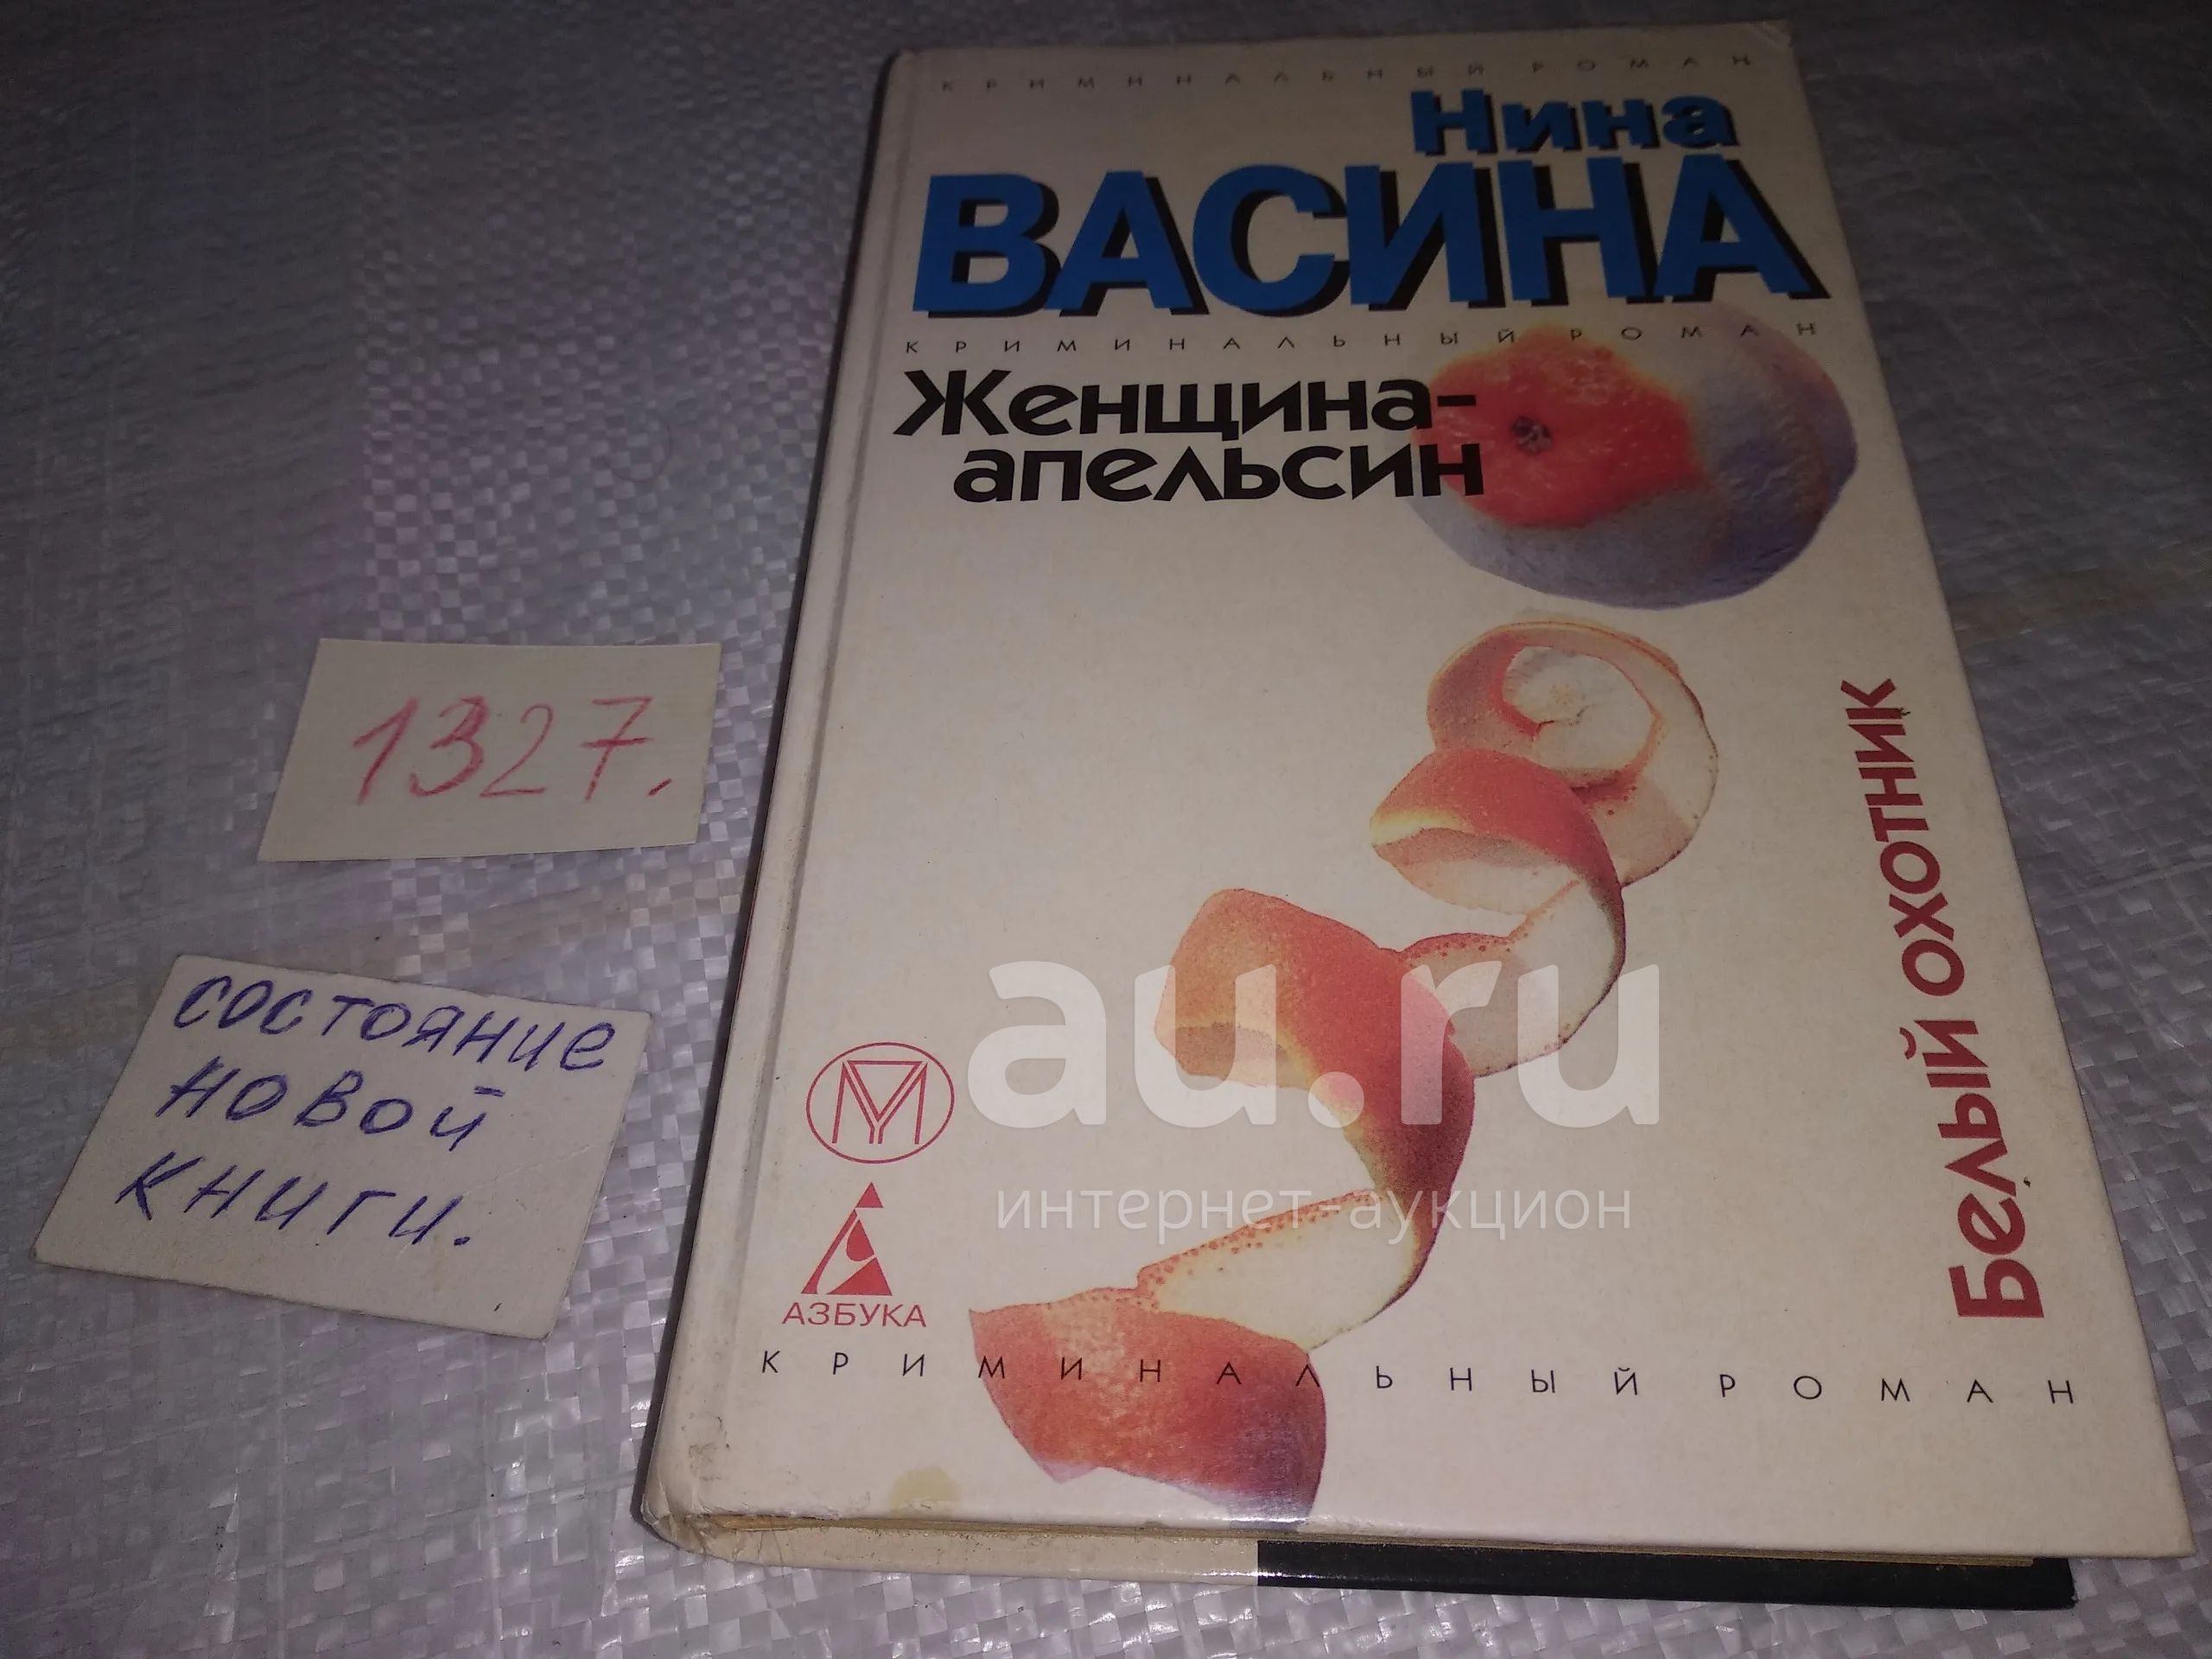 КРИМИНАЛЬНЫЙ РОМАН
Нина
ВАСИНА
КРИМИНАЛЬНЫЙ РОМАН
Женщина-
апельсин
1327.
Белый охотник
состояние
новой
книги.
au.ru
интернет-аукцион
АЗБУКА
КРИМИНАЛЬНЫЙ РОМАН